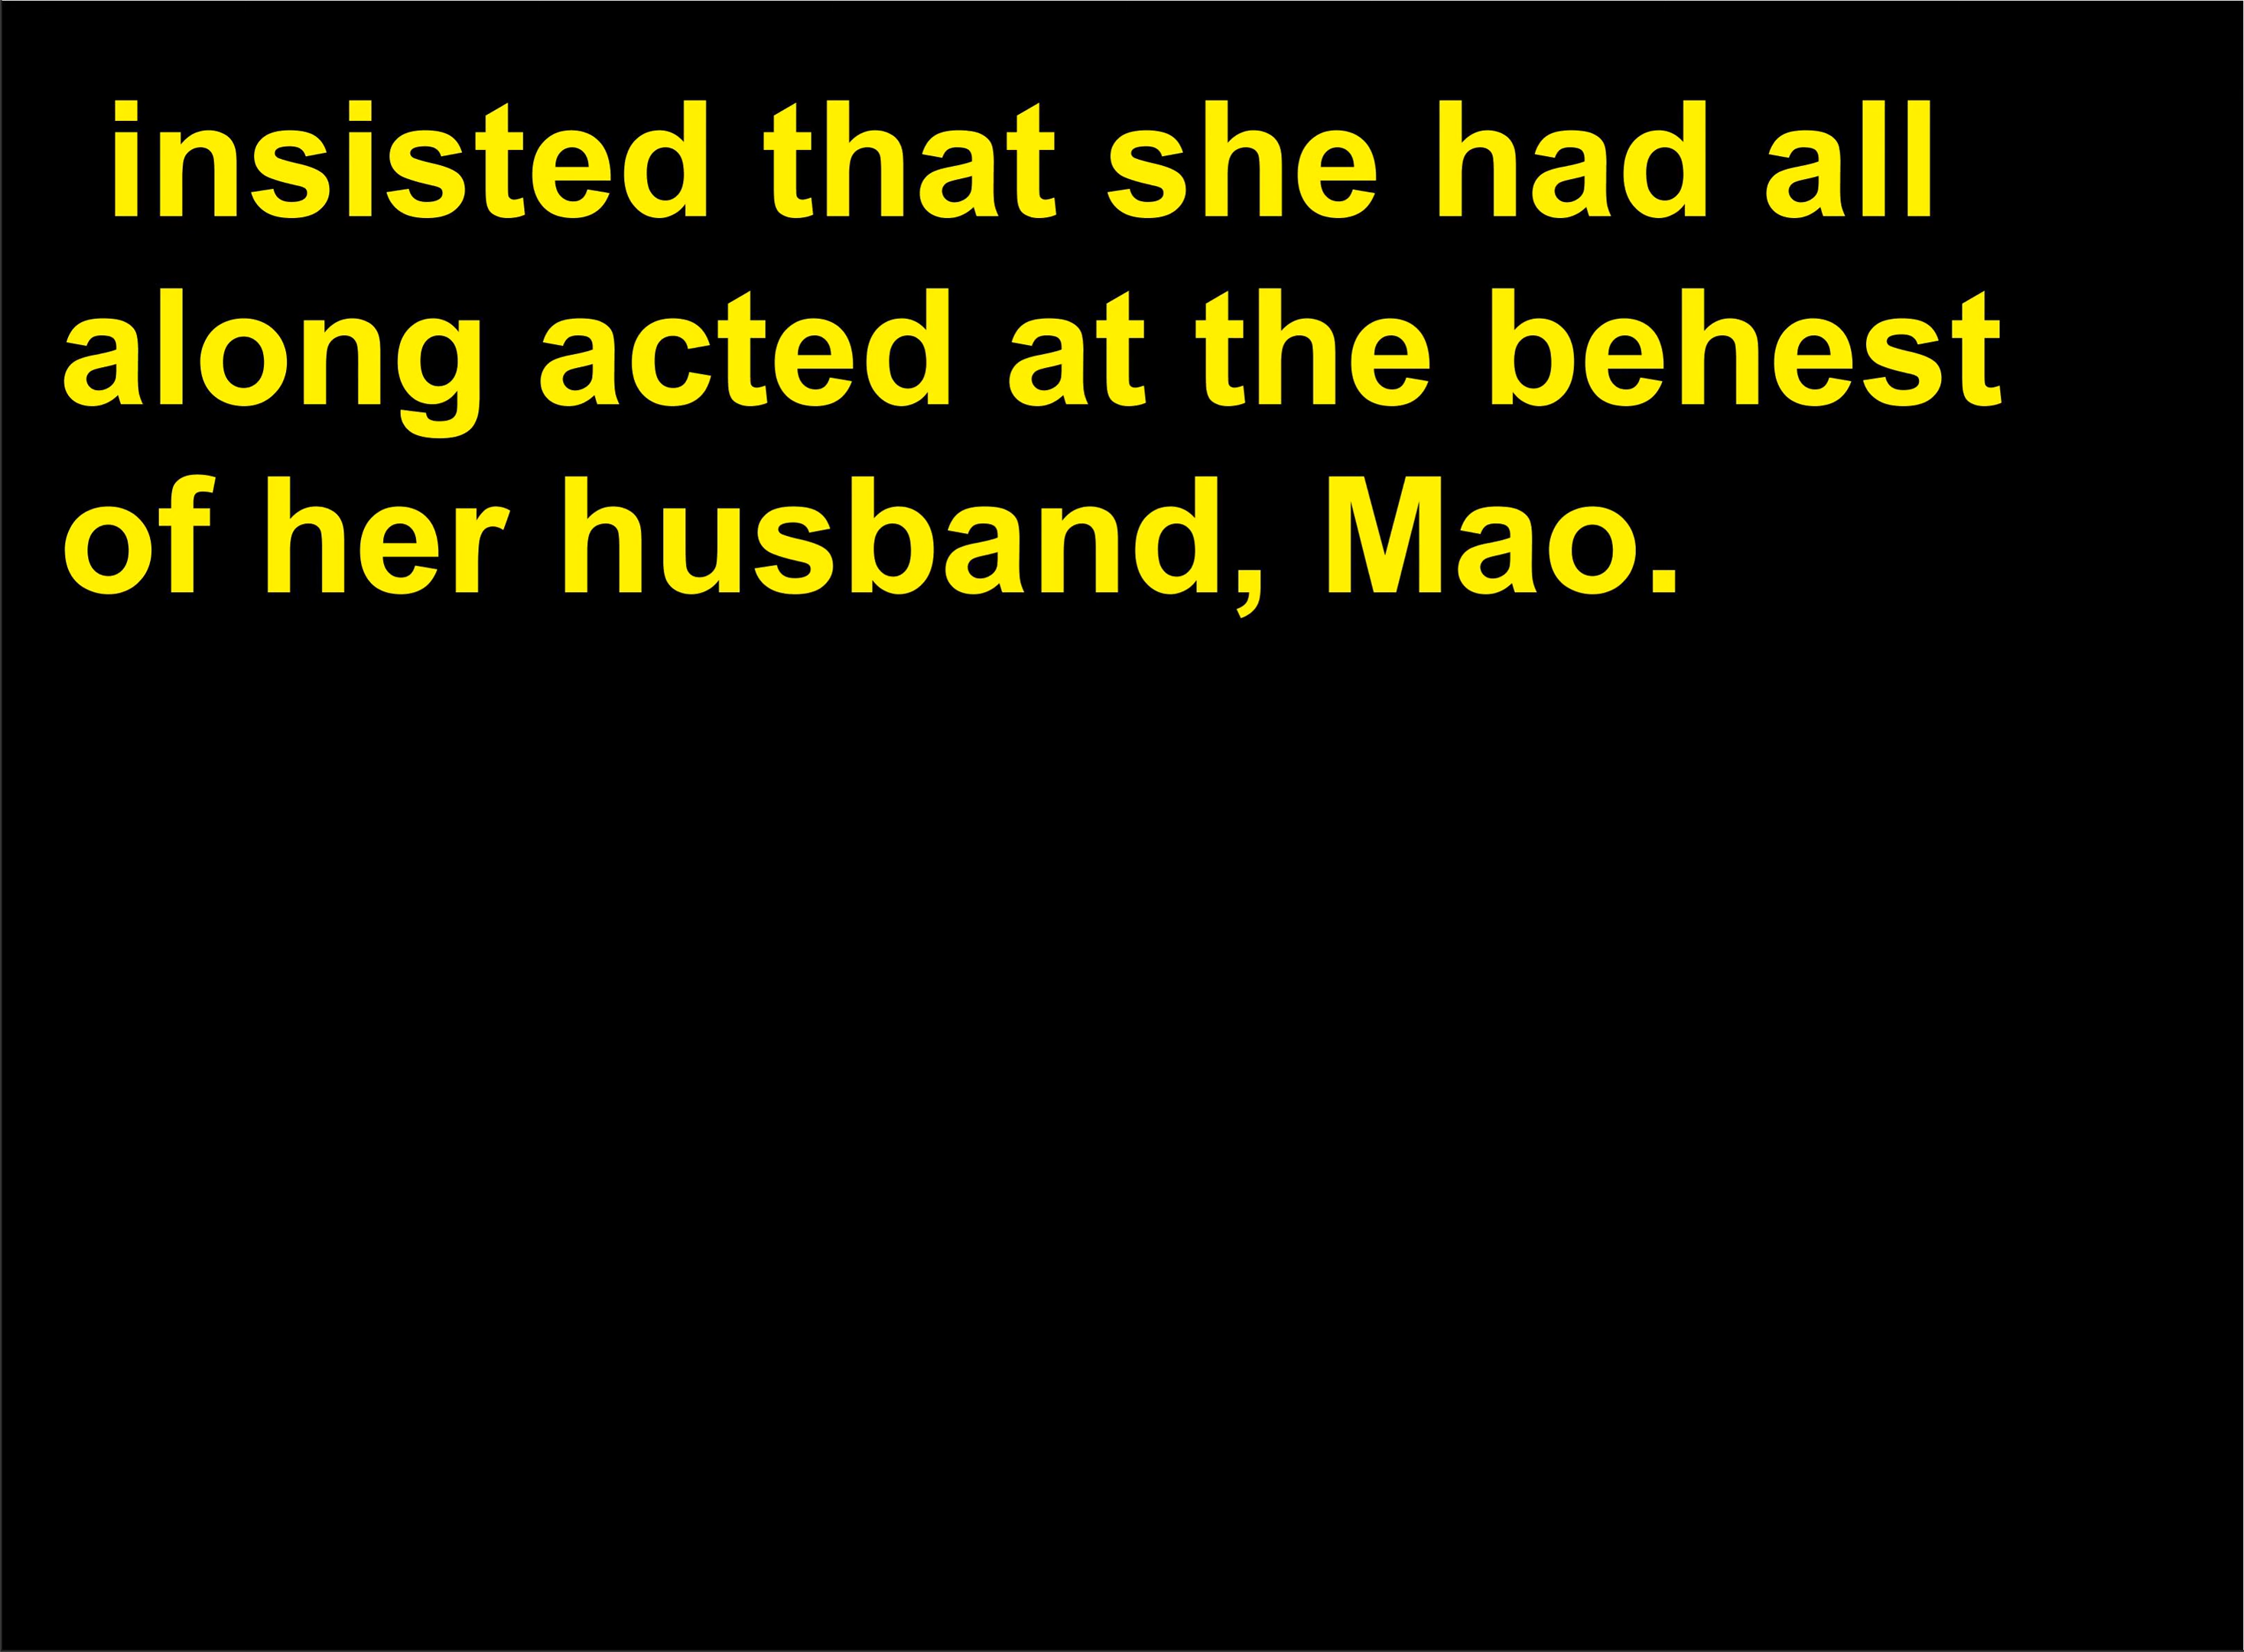 insisted that she had all
along acted at the behest
of her husband, Mao.